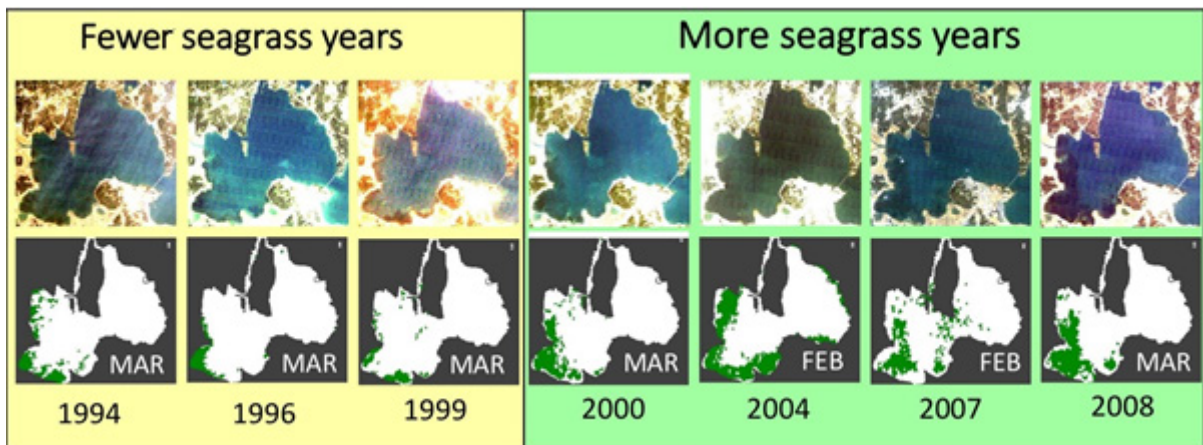 Fewer seagrass years
More seagrass years
MAR
MAR
MAR
MAR
FEB
FEB
MAR
1994
1996
1999
2000
2004
2007
2008